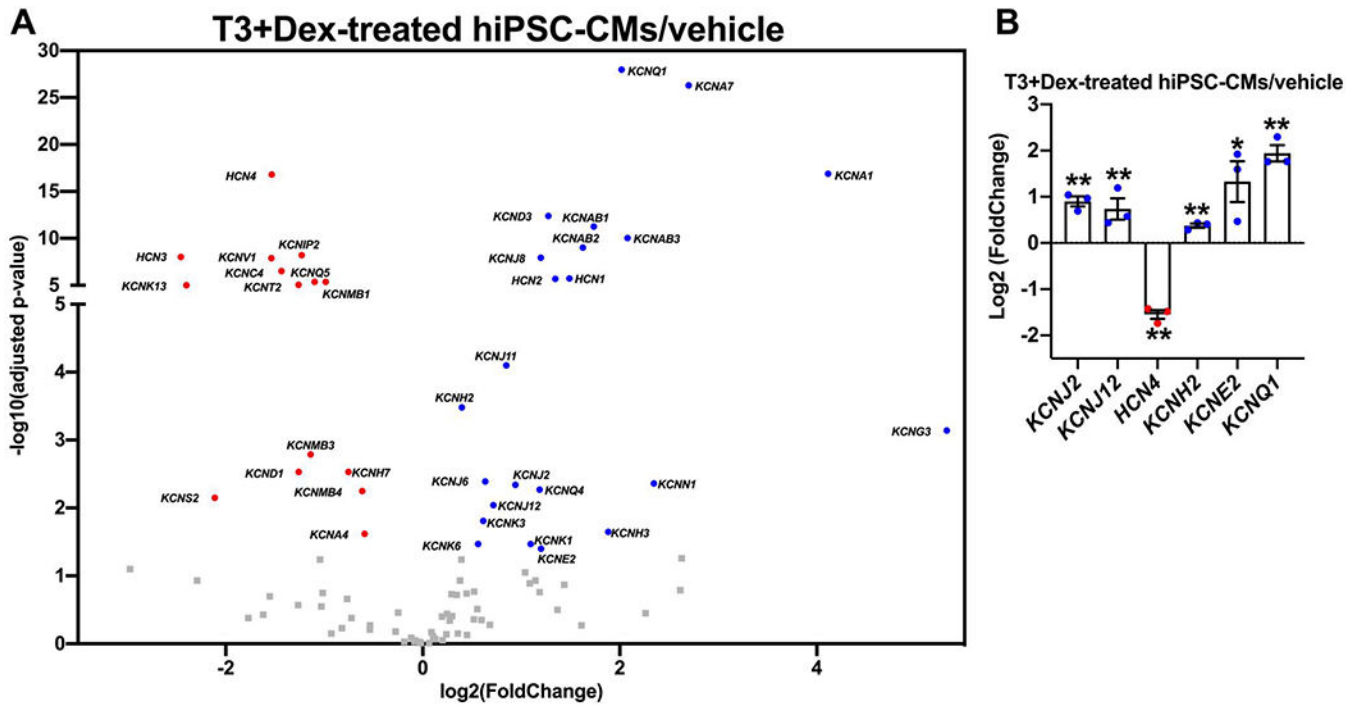 A
T3+Dex-treated hiPSC-CMs/vehicle
-log10(adjusted p-value)
30
25
20
15
10
5
5
4
3
2
1
0
KCNQ1
KCNA7
HCN4
KCNA1
KCND3
KCNAB1
KCNAB2
KCNAB3
HCN3
KCNV1
KCNIP2
KCNJ8
KCNC4
KCNQ5
HCN2
HCN1
KCNK13
KCNT2
KCNMB1
KCNJ11
KCNH2
KCNG3
KCNMB3
KCND1
KCNH7
KCNJ6
KCNJ2
KCNN1
KCNS2
KCNMB4
KCNQ4
KCNJ12
KCNA4
KCNK3
KCNH3
KCNK6
KCNK1
KCNE2
-2
0
2
4
log2(FoldChange)
B
T3+Dex-treated hiPSC-CMs/vehicle
Log2 (FoldChange)
3
2
1
0
-1
-2
**
**
**
**
*
**
KCNJ2
KCNJ12
HCN4
KCNH2
KCNE2
KCNQ1